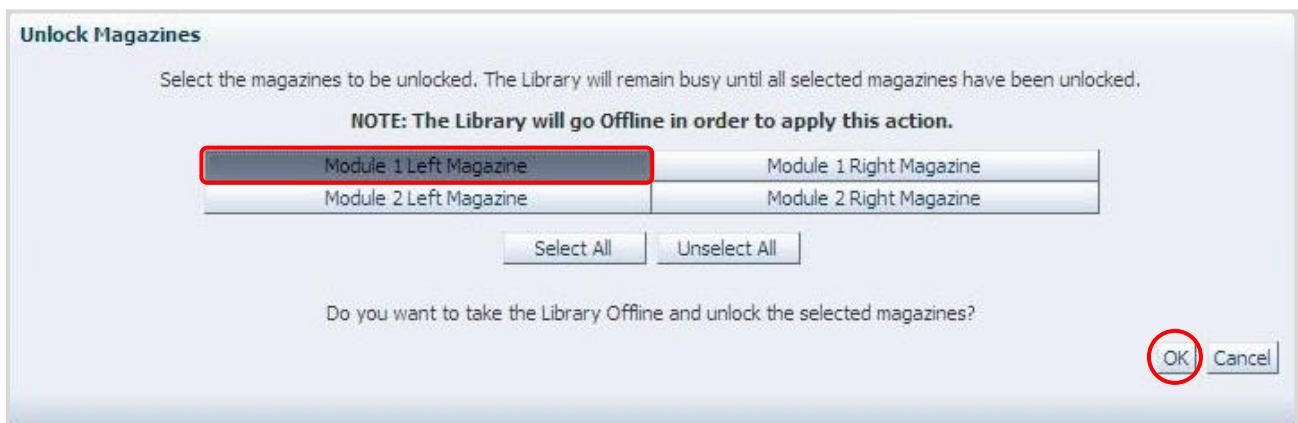 Unlock Magazines
Select the magazines to be unlocked. The Library will remain busy until all selected magazines have been unlocked.
NOTE: The Library will go Offline in order to apply this action.
Module 1 Left Magazine Module 1 Right Magazine
Module 2 Left Magazine Module 2 Right Magazine
Select All Unselect All
Do you want to take the Library Offline and unlock the selected magazines?
OK Cancel